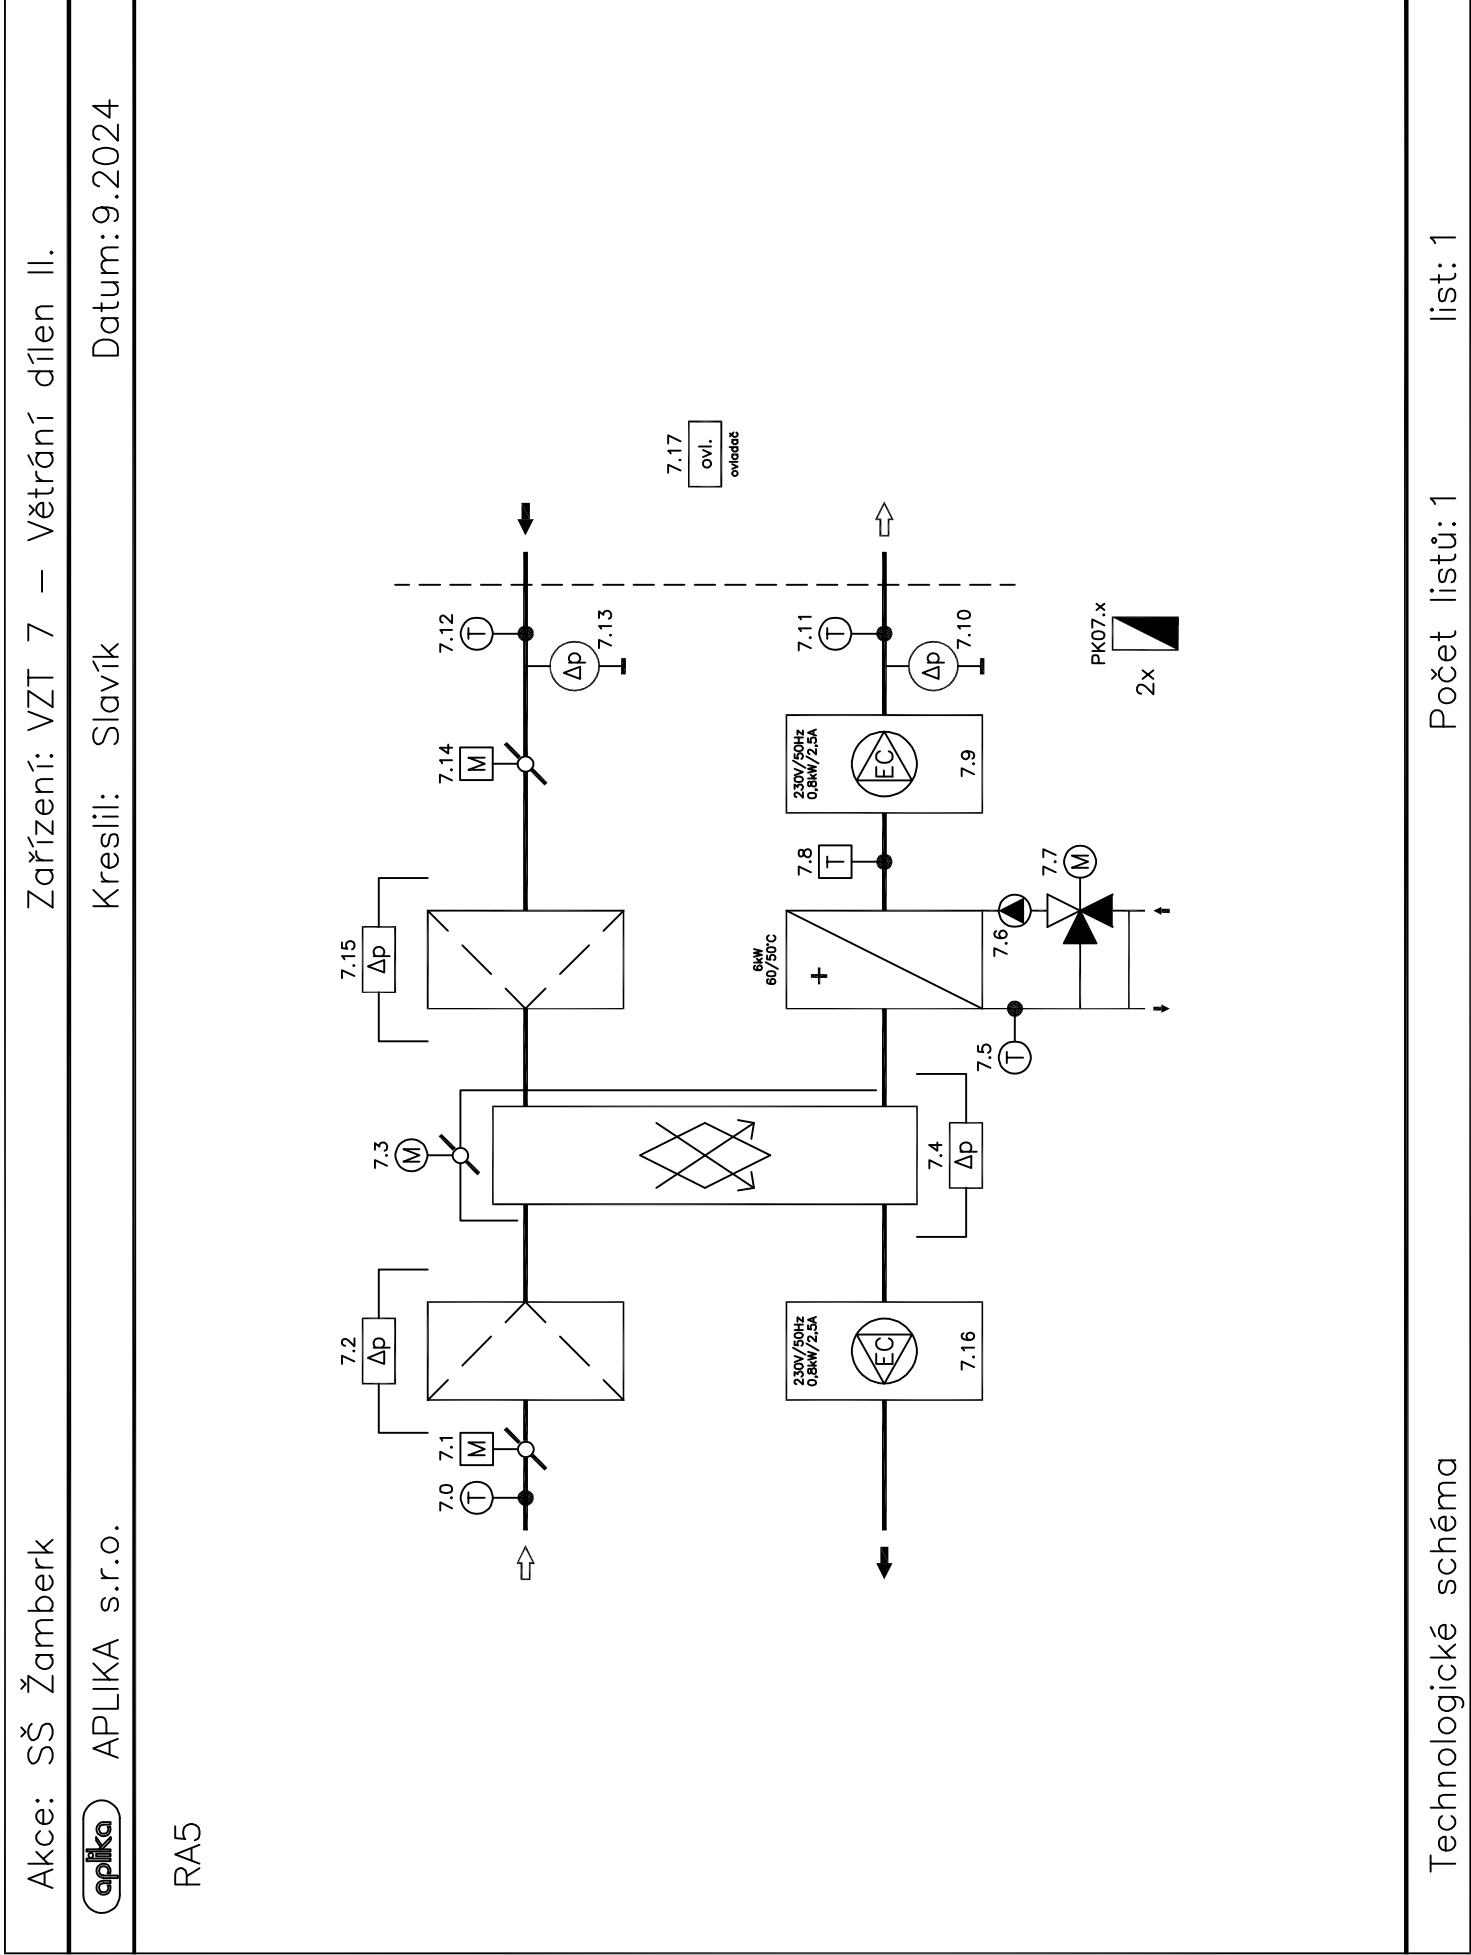 Akce: SŠ Žamberk
Zařízení: VZT 7 – Větrání dílen II.
aplika
APLIKA s.r.o.
Kreslil: Slavík
Datum:9.2024
RA5
7.2
Δp
7.15
Δp
7.3
M
7.0
T
7.1
M
7.14
M
7.12
T
Δp
7.13
7.17
ovl.
ovladač
230V/50Hz
0,8kW/2,5A
EC
7.16
7.4
Δp
6kW
60/50°C
+
7.8
T
230V/50Hz
0,8kW/2,5A
EC
7.9
7.11
T
Δp
7.10
7.5
T
7.6
7.7
M
PK07.x
2x
Technologické schéma
Počet listů: 1
list: 1